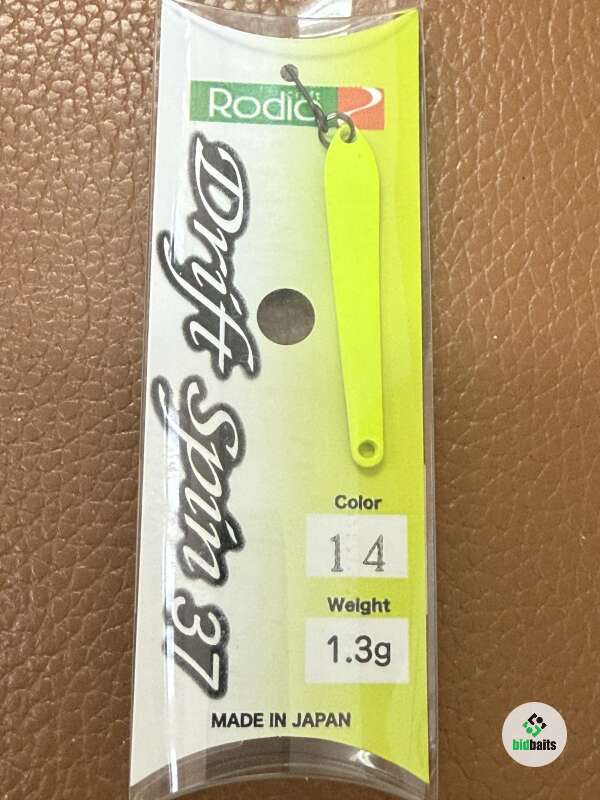 Rodio
Drift Spin 37
Color
14
Weight
1.3g
MADE IN JAPAN
bidbaits